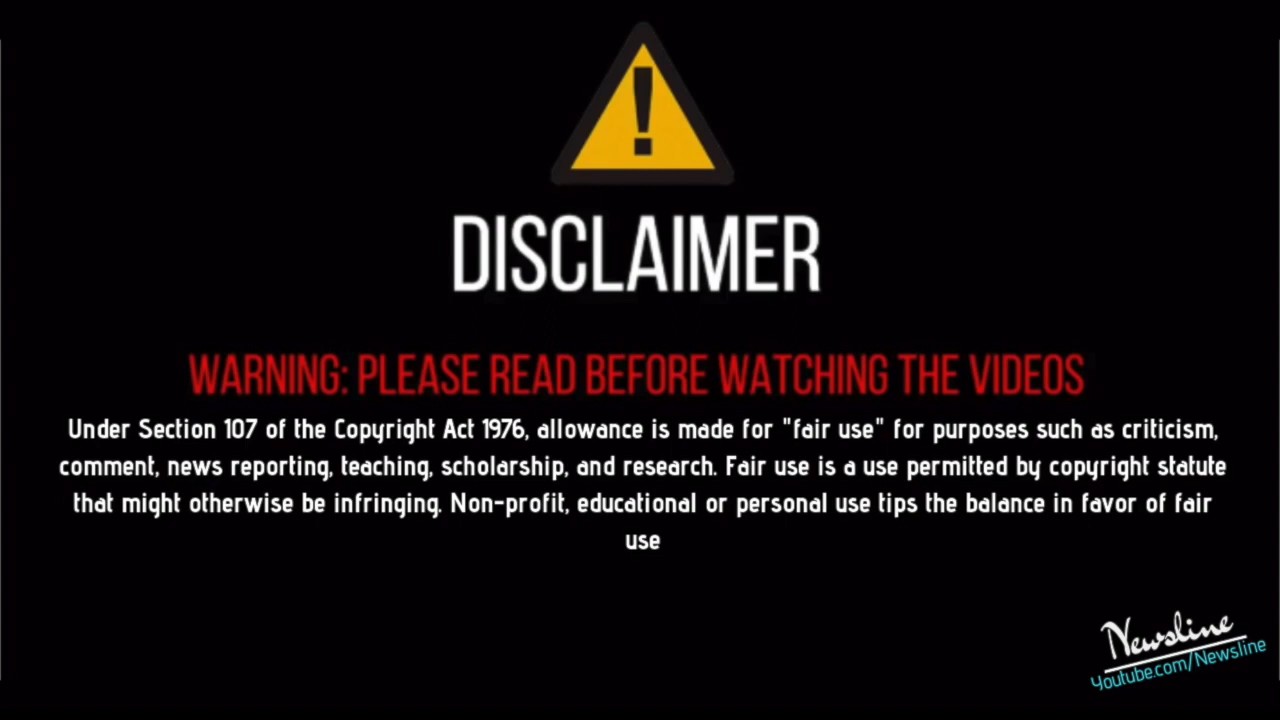 DISCLAIMER
WARNING: PLEASE READ BEFORE WATCHING THE VIDEOS
Under Section 107 of the Copyright Act 1976, allowance is made for "fair use" for purposes such as criticism,
comment, news reporting, teaching, scholarship, and research. Fair use is a use permitted by copyright statute
that might otherwise be infringing. Non-profit, educational or personal use tips the balance in favor of fair
use
Newsline
Youtube.com/Newsline